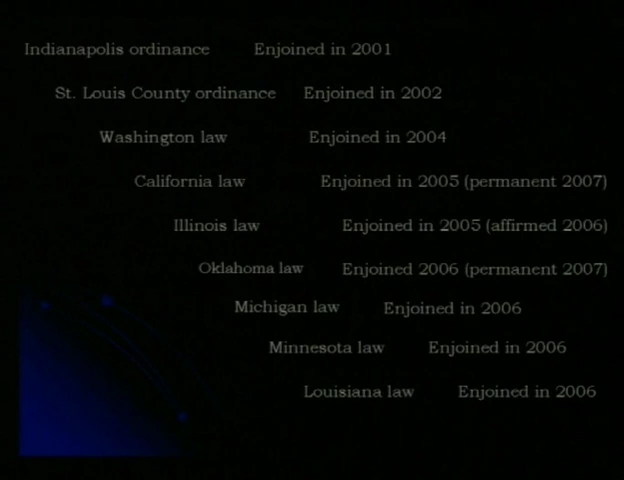 Indianapolis ordinance Enjoined in 2001
St. Louis County ordinance Enjoined in 2002
Washington law Enjoined in 2004
California law Enjoined in 2005 (permanent 2007)
Illinois law Enjoined in 2005 (affirmed 2006)
Oklahoma law Enjoined 2006 (permanent 2007)
Michigan law Enjoined in 2006
Minnesota law Enjoined in 2006
Louisiana law Enjoined in 2006